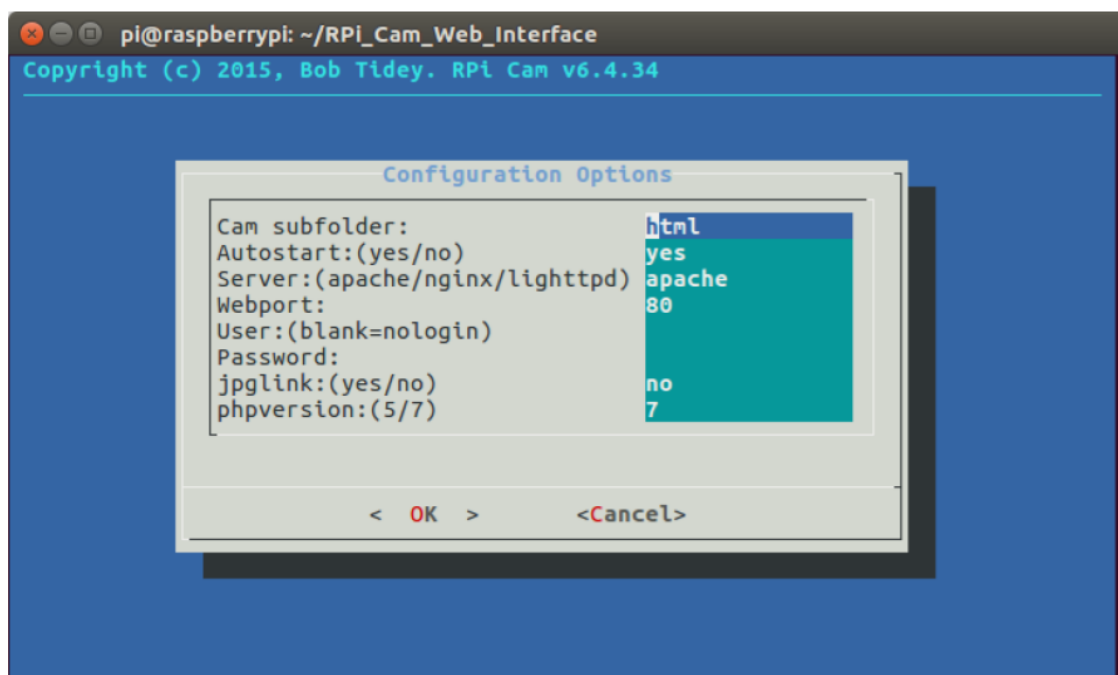 pi@raspberrypi: ~/RPi_Cam_Web_Interface
Copyright (c) 2015, Bob Tidey. RPi Cam v6.4.34
Configuration Options
Cam subfolder: html
Autostart:(yes/no) yes
Server:(apache/nginx/lighttpd) apache
Webport: 80
User:(blank=nologin)
Password:
jpglink:(yes/no) no
phpversion:(5/7) 7
< OK > <Cancel>